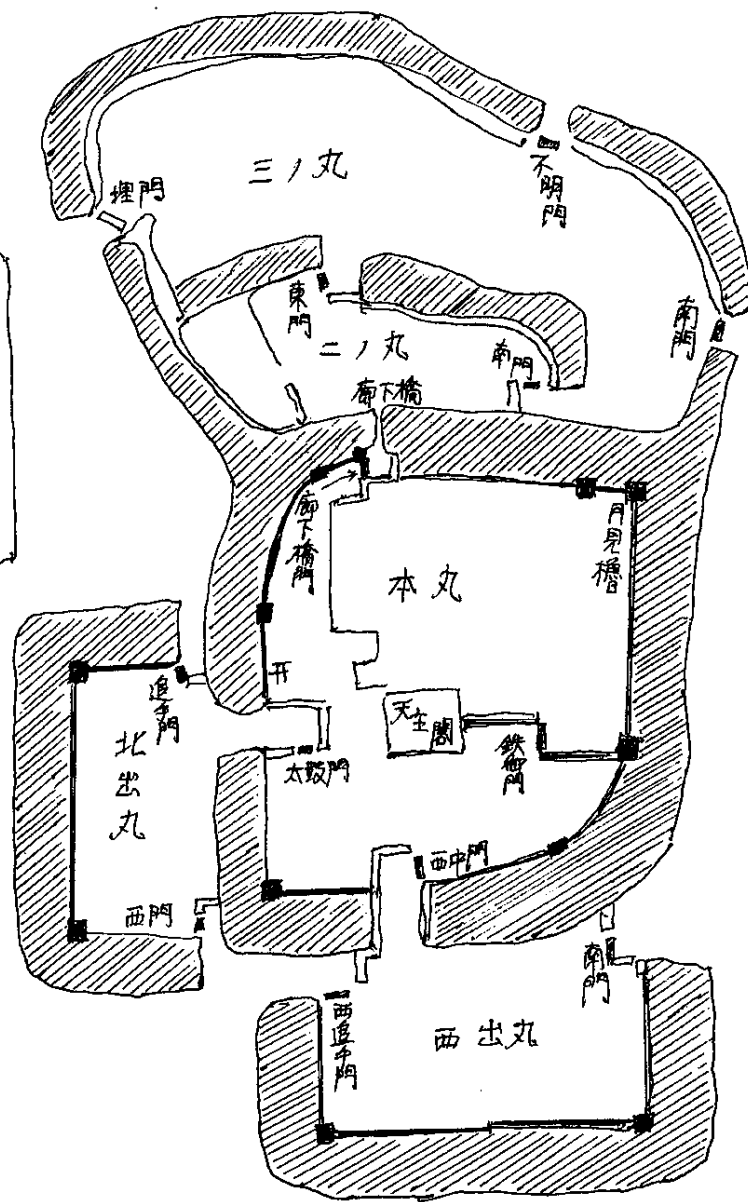 三ノ丸
埋門
不明門
東門
南門
二ノ丸
南門
廊下橋
廊下橋門
月見櫓
本丸
追手門
天主閣
鉄御門
北出丸
太鼓門
西中門
西門
南門
西追手門
西出丸